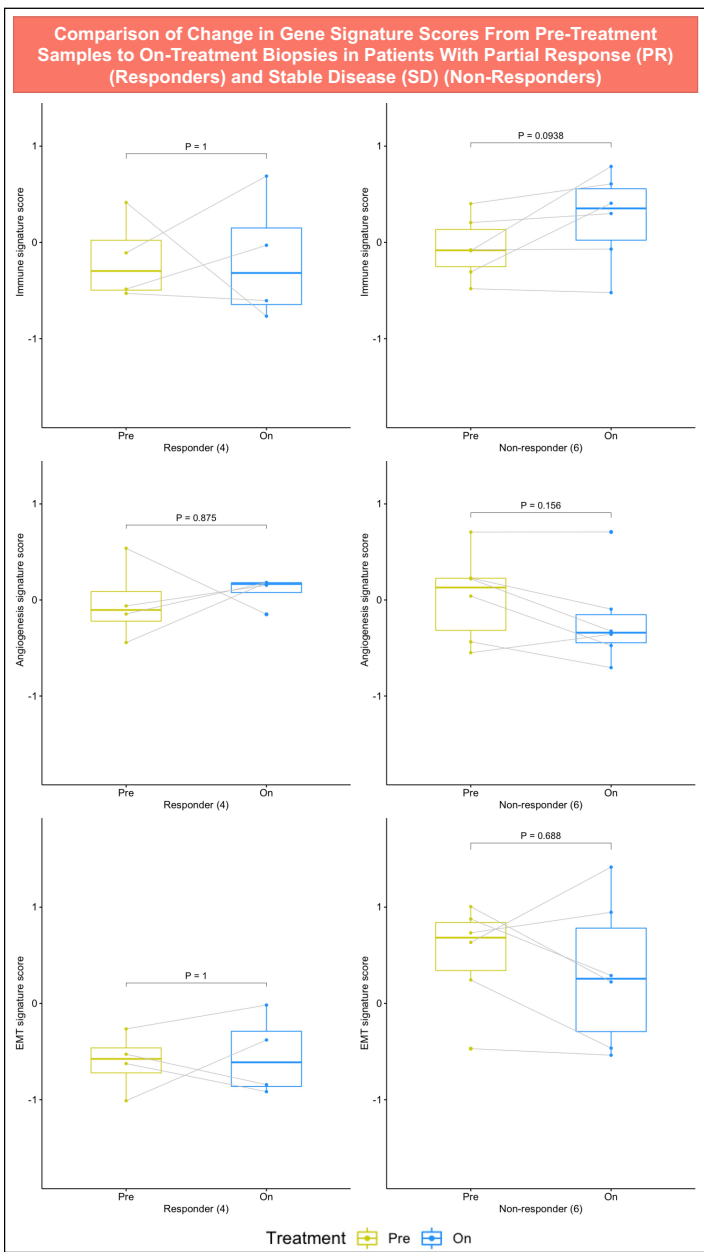 Comparison of Change in Gene Signature Scores From Pre-Treatment
Samples to On-Treatment Biopsies in Patients With Partial Response (PR)
(Responders) and Stable Disease (SD) (Non-Responders)
Immune signature score
1
0
-1
P = 1
Pre
On
Responder (4)
Immune signature score
1
0
-1
P = 0.0938
Pre
On
Non-responder (6)
Angiogenesis signature score
1
0
-1
P = 0.875
Pre
On
Responder (4)
Angiogenesis signature score
1
0
-1
P = 0.156
Pre
On
Non-responder (6)
EMT signature score
1
0
-1
P = 1
Pre
On
Responder (4)
EMT signature score
1
0
-1
P = 0.688
Pre
On
Non-responder (6)
Treatment Pre On